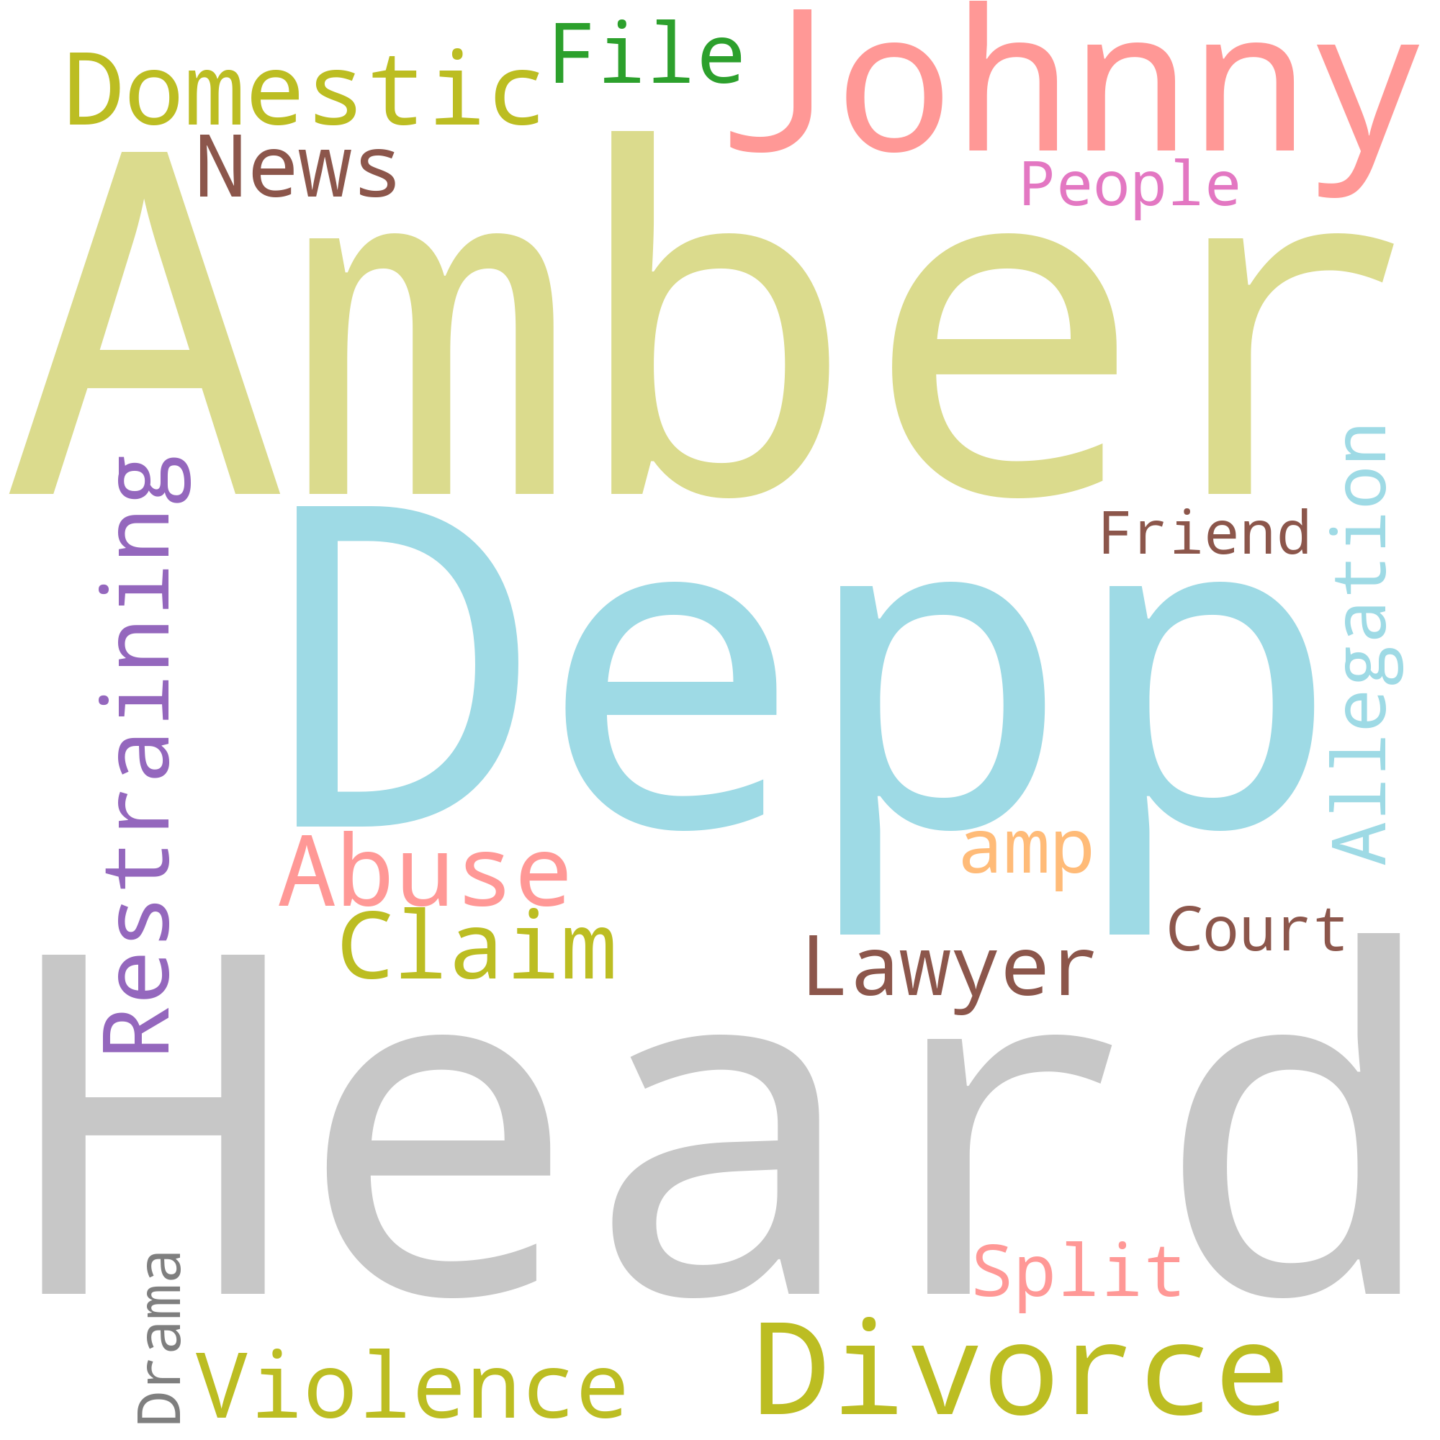 Johnny
File
Domestic
News
People
Amber
Restraining
Allegation
Friend
Depp
Abuse
amp
Claim
Court
Lawyer
Heard
Split
Drama
Divorce
Violence